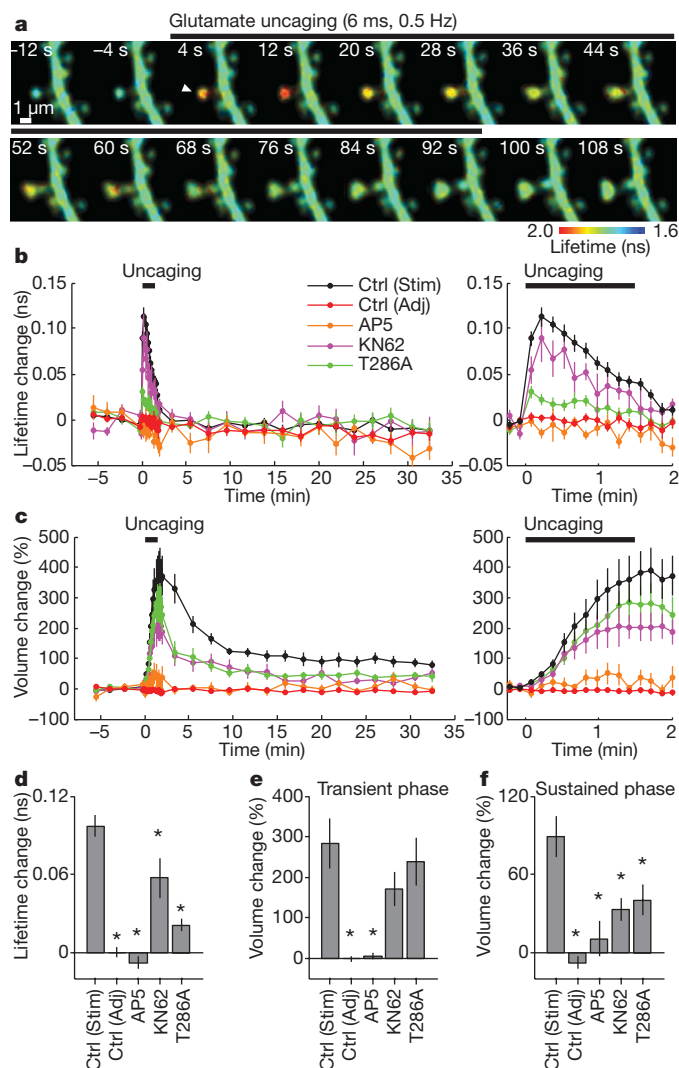 a
Glutamate uncaging (6 ms, 0.5 Hz)
–12 s –4 s 4 s 12 s 20 s 28 s 36 s 44 s
1 μm
52 s 60 s 68 s 76 s 84 s 92 s 100 s 108 s
2.0 1.6
Lifetime (ns)
b
Uncaging
Uncaging
Ctrl (Stim)
Ctrl (Adj)
AP5
KN62
T286A
Lifetime change (ns)
0.15
0.10
0.05
0
–0.05
–5 0 5 10 15 20 25 30 35
Time (min)
0.15
0.10
0.05
0
–0.05
0 1 2
Time (min)
c
Uncaging
Uncaging
Volume change (%)
500
400
300
200
100
0
–100
–5 0 5 10 15 20 25 30 35
Time (min)
500
400
300
200
100
0
–100
0 1 2
Time (min)
d
Lifetime change (ns)
0.12
0.06
0
* * * *
Ctrl (Stim)
Ctrl (Adj)
AP5
KN62
T286A
e
Transient phase
Volume change (%)
400
300
200
100
0
* *
Ctrl (Stim)
Ctrl (Adj)
AP5
KN62
T286A
f
Sustained phase
Volume change (%)
120
60
0
* * * *
Ctrl (Stim)
Ctrl (Adj)
AP5
KN62
T286A